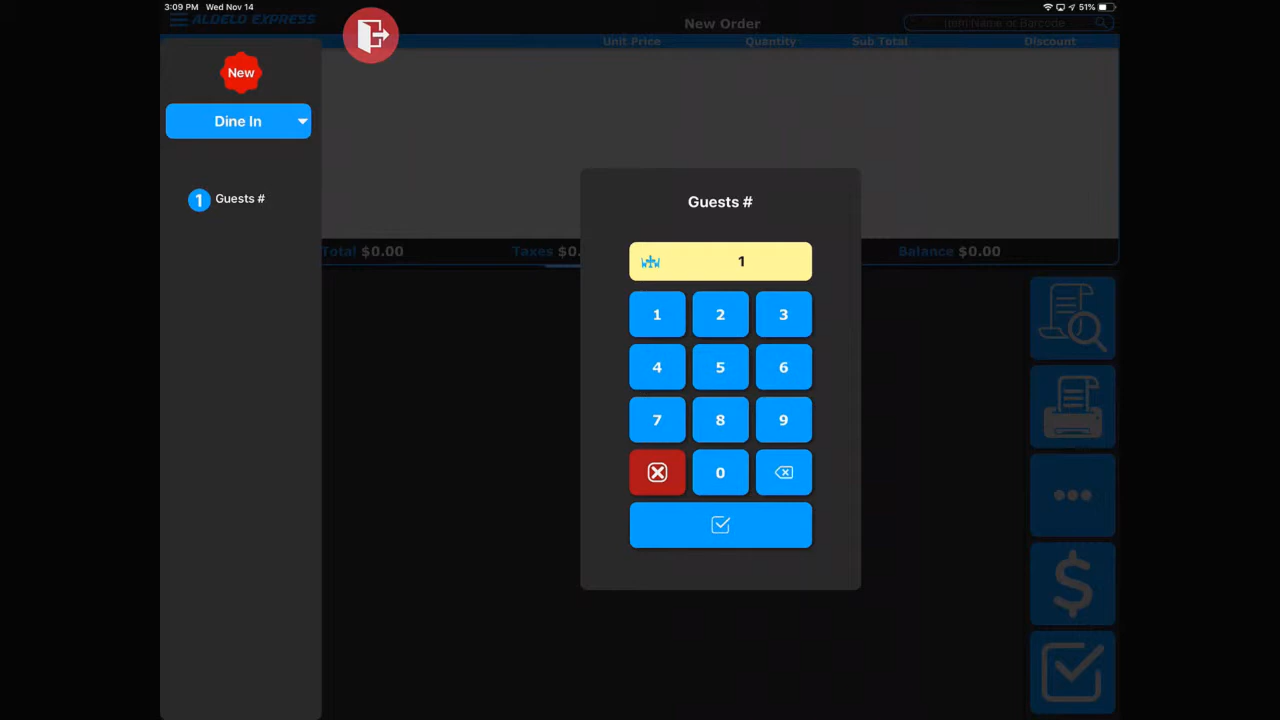 3:09 PM Wed Nov 14
51%
ALDELO EXPRESS
New Order
Item Name or Barcode
Unit Price Quantity Sub Total Discount
New
Dine In
1 Guests #
Total $0.00 Taxes $0. Balance $0.00
Guests #
1
1 2 3
4 5 6
7 8 9
0
$